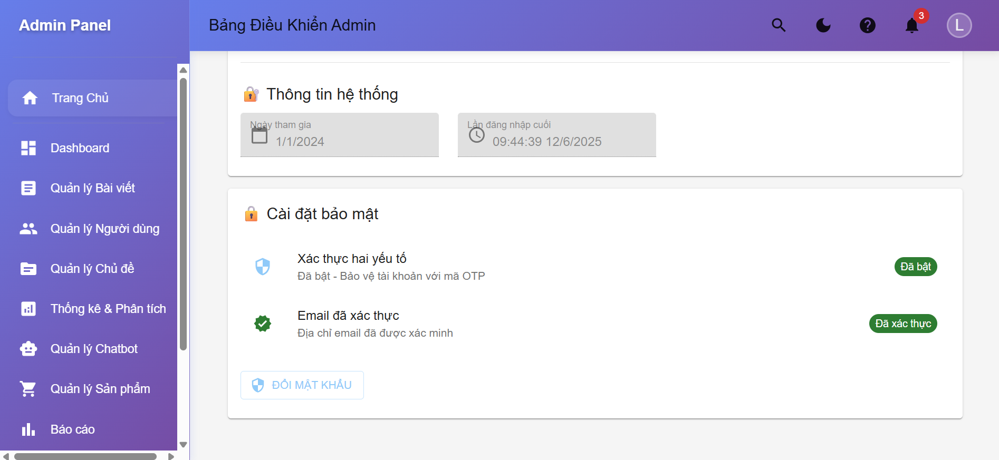 Admin Panel
Bảng Điều Khiển Admin
3
L
Trang Chủ
Dashboard
Quản lý Bài viết
Quản lý Người dùng
Quản lý Chủ đề
Thống kê & Phân tích
Quản lý Chatbot
Quản lý Sản phẩm
Báo cáo
Thông tin hệ thống
Ngày tham gia
1/1/2024
Lần đăng nhập cuối
09:44:39 12/6/2025
Cài đặt bảo mật
Xác thực hai yếu tố
Đã bật - Bảo vệ tài khoản với mã OTP
Đã bật
Email đã xác thực
Địa chỉ email đã được xác minh
Đã xác thực
ĐỔI MẬT KHẨU